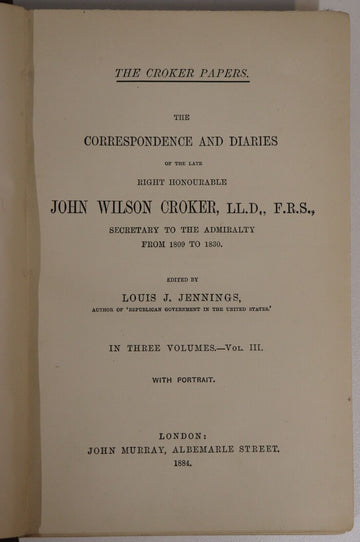 THE CROKER PAPERS.
THE
CORRESPONDENCE AND DIARIES
OF THE LATE
RIGHT HONOURABLE
JOHN WILSON CROKER, LL.D,, F.R.S.,
SECRETARY TO THE ADMIRALTY
FROM 1809 TO 1830.
EDITED BY
LOUIS J. JENNINGS,
AUTHOR OF 'REPUBLICAN GOVERNMENT IN THE UNITED STATES.'
IN THREE VOLUMES.—VOL. III.
WITH PORTRAIT.
LONDON:
JOHN MURRAY, ALBEMARLE STREET.
1884.